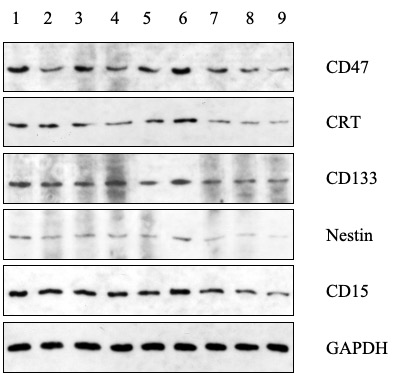 1 2 3 4 5 6 7 8 9
CD47
CRT
CD133
Nestin
CD15
GAPDH